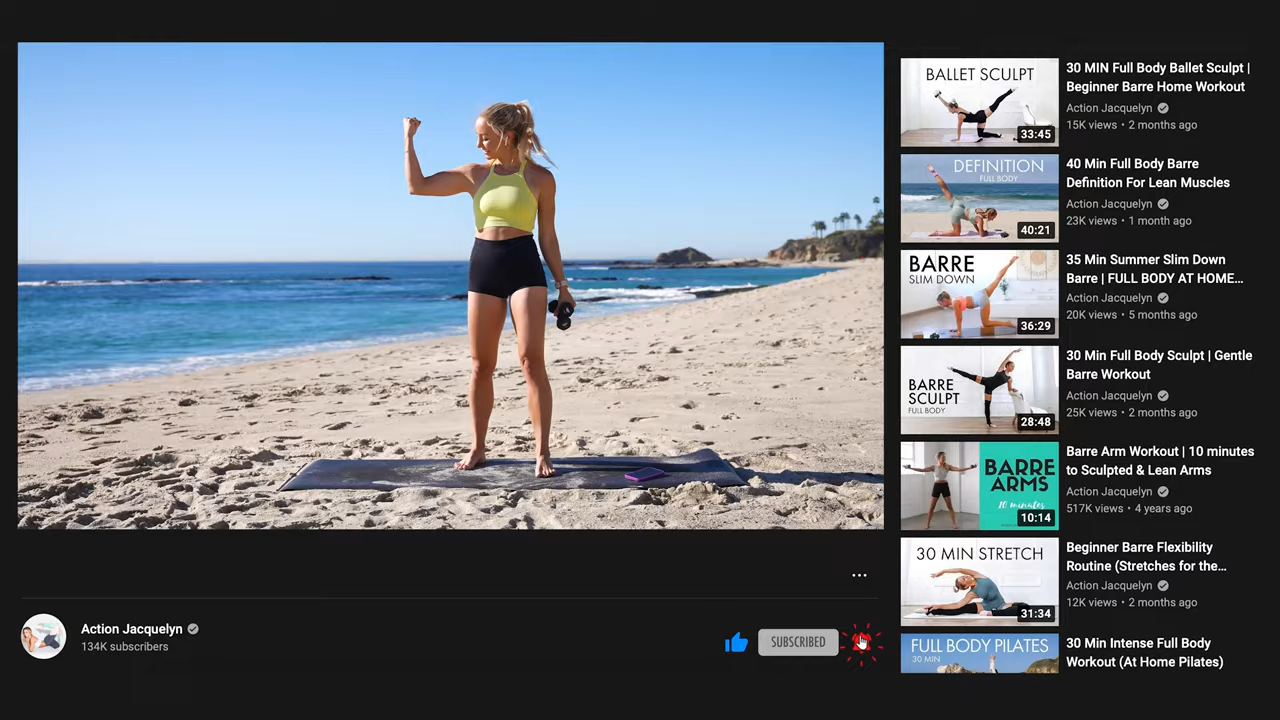 BALLET SCULPT
33:45
30 MIN Full Body Ballet Sculpt |
Beginner Barre Home Workout
Action Jacquelyn
15K views • 2 months ago
DEFINITION
FULL BODY
40:21
40 Min Full Body Barre
Definition For Lean Muscles
Action Jacquelyn
23K views • 1 month ago
BARRE
SLIM DOWN
36:29
35 Min Summer Slim Down
Barre | FULL BODY AT HOME...
Action Jacquelyn
20K views • 5 months ago
BARRE
SCULPT
FULL BODY
28:48
30 Min Full Body Sculpt | Gentle
Barre Workout
Action Jacquelyn
25K views • 2 months ago
BARRE
ARMS
10 minutes
10:14
Barre Arm Workout | 10 minutes
to Sculpted & Lean Arms
Action Jacquelyn
517K views • 4 years ago
30 MIN STRETCH
31:34
Beginner Barre Flexibility
Routine (Stretches for the...
Action Jacquelyn
12K views • 2 months ago
FULL BODY PILATES
30 MIN
30 Min Intense Full Body
Workout (At Home Pilates)
Action Jacquelyn
134K subscribers
SUBSCRIBED